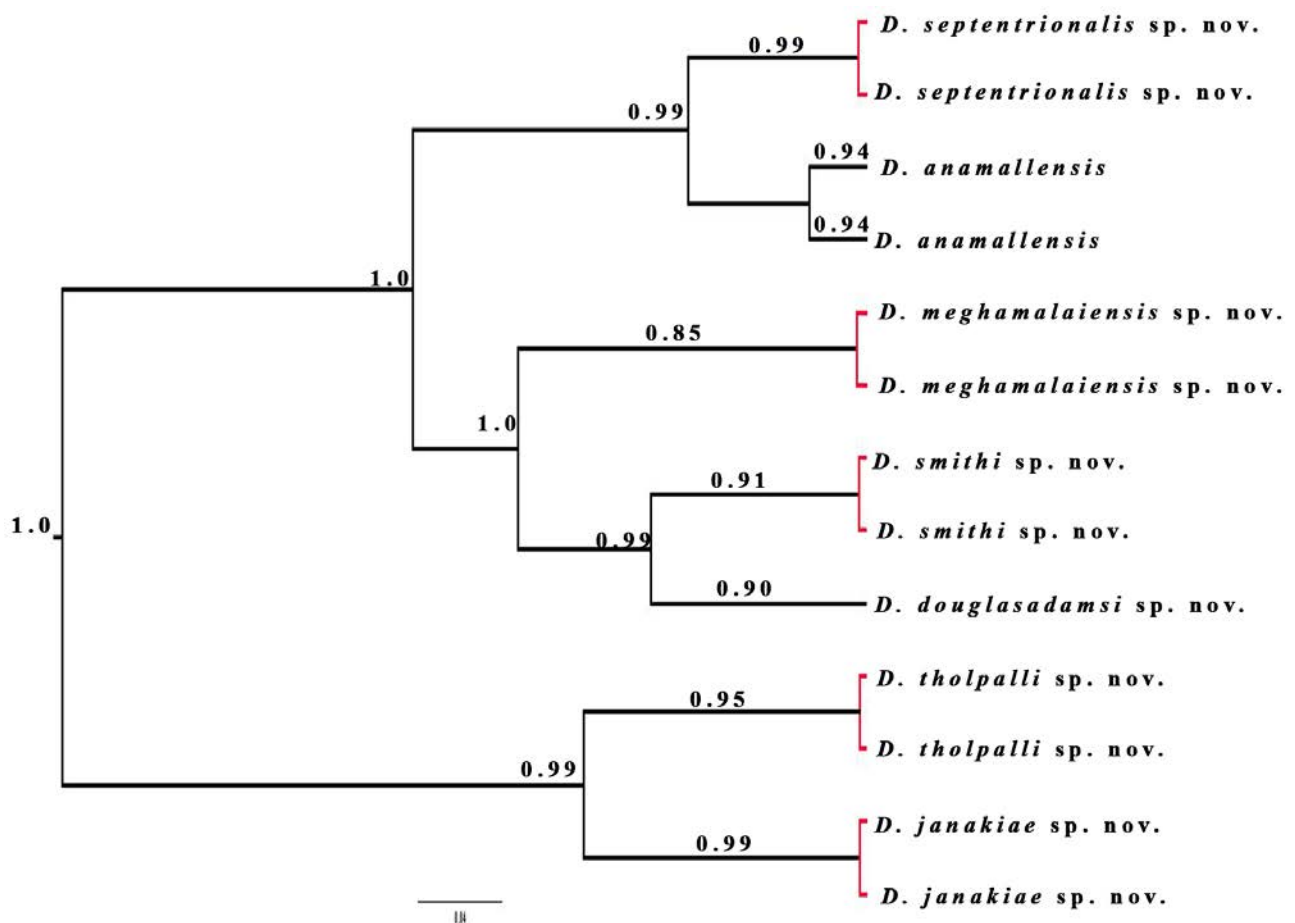 D. septentrionalis sp. nov.
0.99
D. septentrionalis sp. nov.
0.99
0.94
D. anamallensis
0.94
D. anamallensis
1.0
D. meghamalaiensis sp. nov.
0.85
D. meghamalaiensis sp. nov.
1.0
D. smithi sp. nov.
0.91
D. smithi sp. nov.
1.0
0.99
0.90
D. douglasadamsi sp. nov.
D. tholpalli sp. nov.
0.95
D. tholpalli sp. nov.
0.99
D. janakiae sp. nov.
0.99
D. janakiae sp. nov.